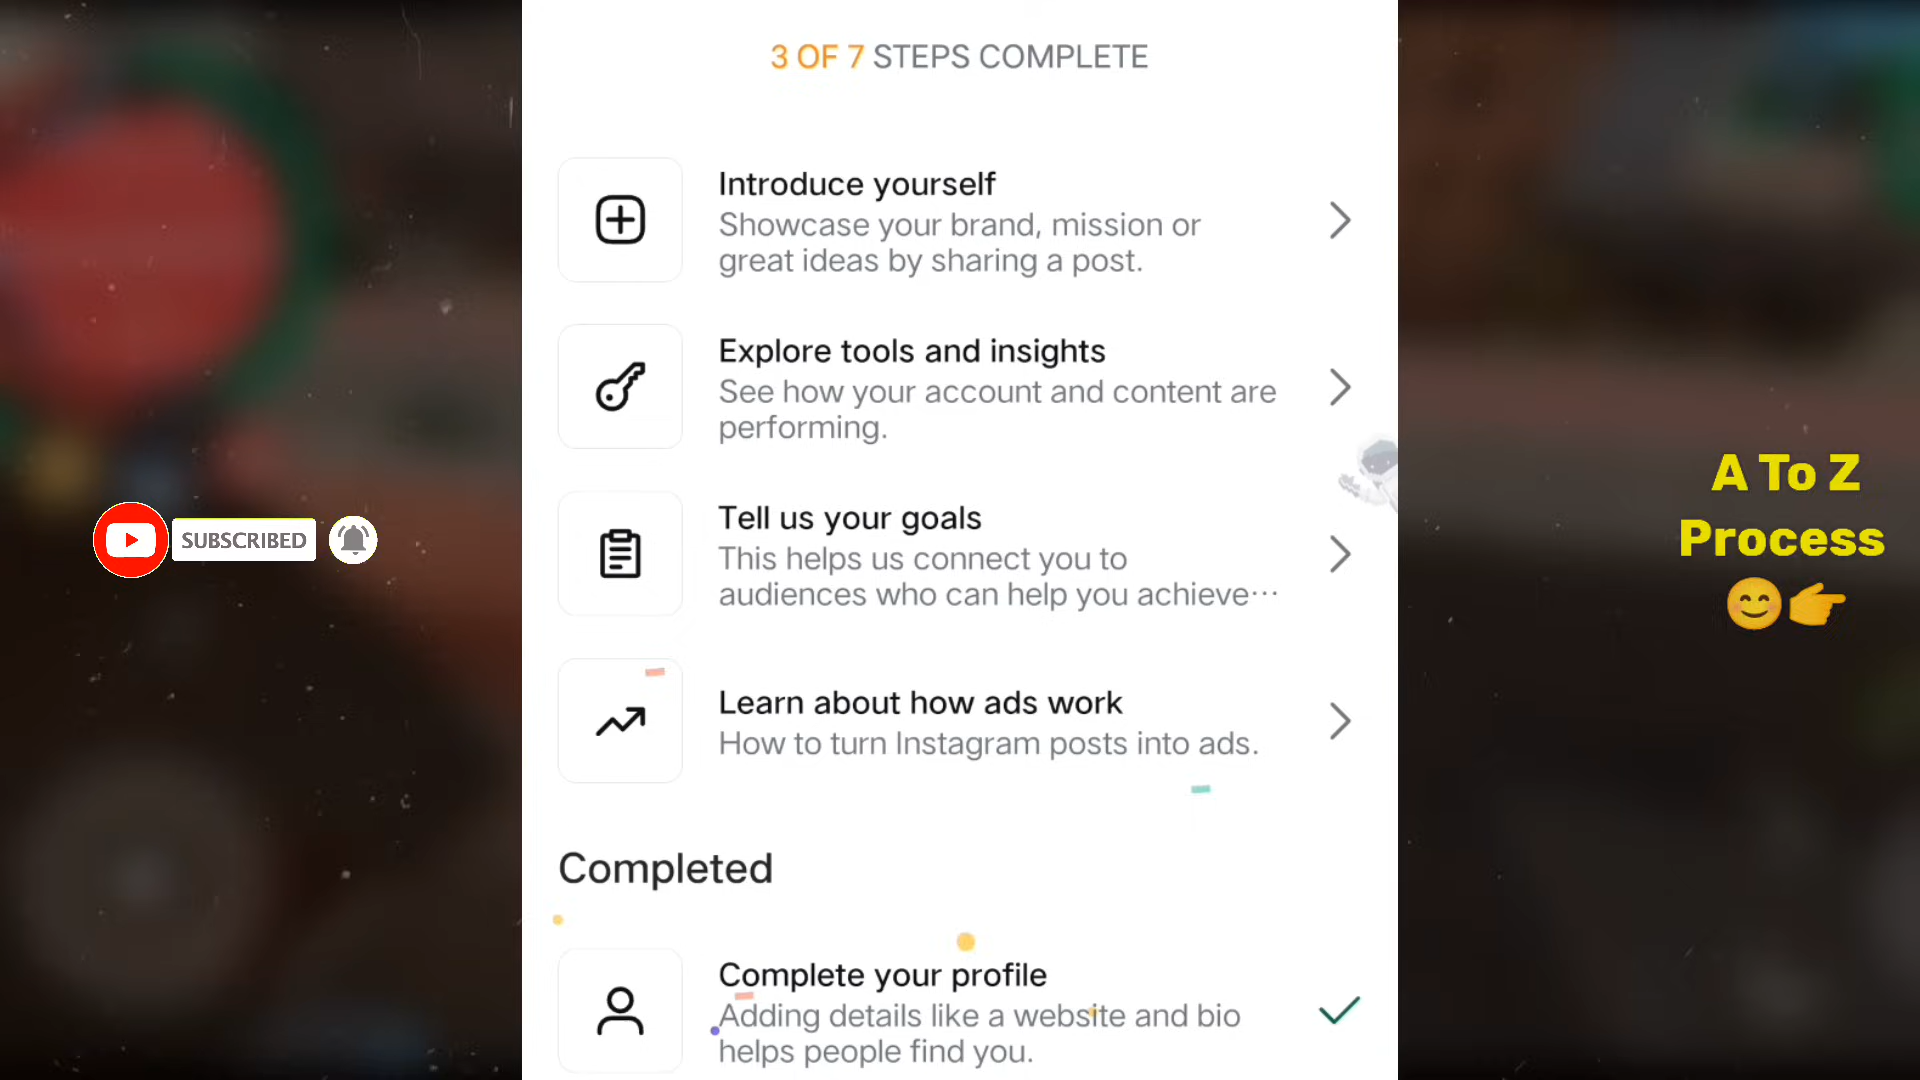 3 OF 7 STEPS COMPLETE
Introduce yourself
Showcase your brand, mission or
great ideas by sharing a post.
Explore tools and insights
See how your account and content are
performing.
Tell us your goals
This helps us connect you to
audiences who can help you achieve…
Learn about how ads work
How to turn Instagram posts into ads.
Completed
Complete your profile
Adding details like a website and bio
helps people find you.
SUBSCRIBED
A To Z
Process
😊👉